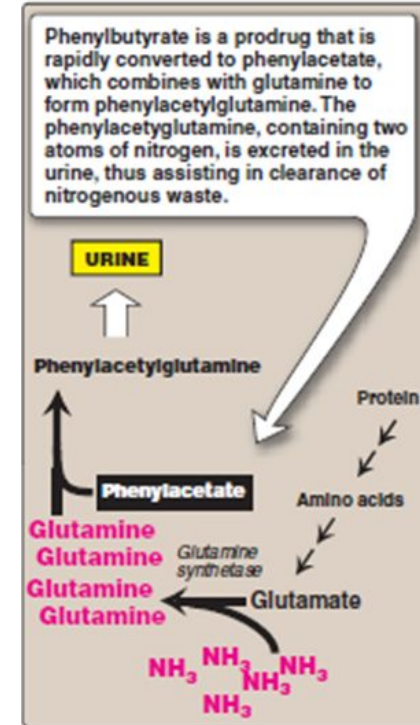 Phenylbutyrate is a prodrug that is
rapidly converted to phenylacetate,
which combines with glutamine to
form phenylacetylglutamine. The
phenylacetyglutamine, containing two
atoms of nitrogen, is excreted in the
urine, thus assisting in clearance of
nitrogenous waste.
URINE
Phenylacetylglutamine
Protein
Phenylacetate
Amino acids
Glutamine
Glutamine
Glutamine
synthetase
Glutamine
Glutamine
Glutamate
NH3
NH3
NH3
NH3
NH3